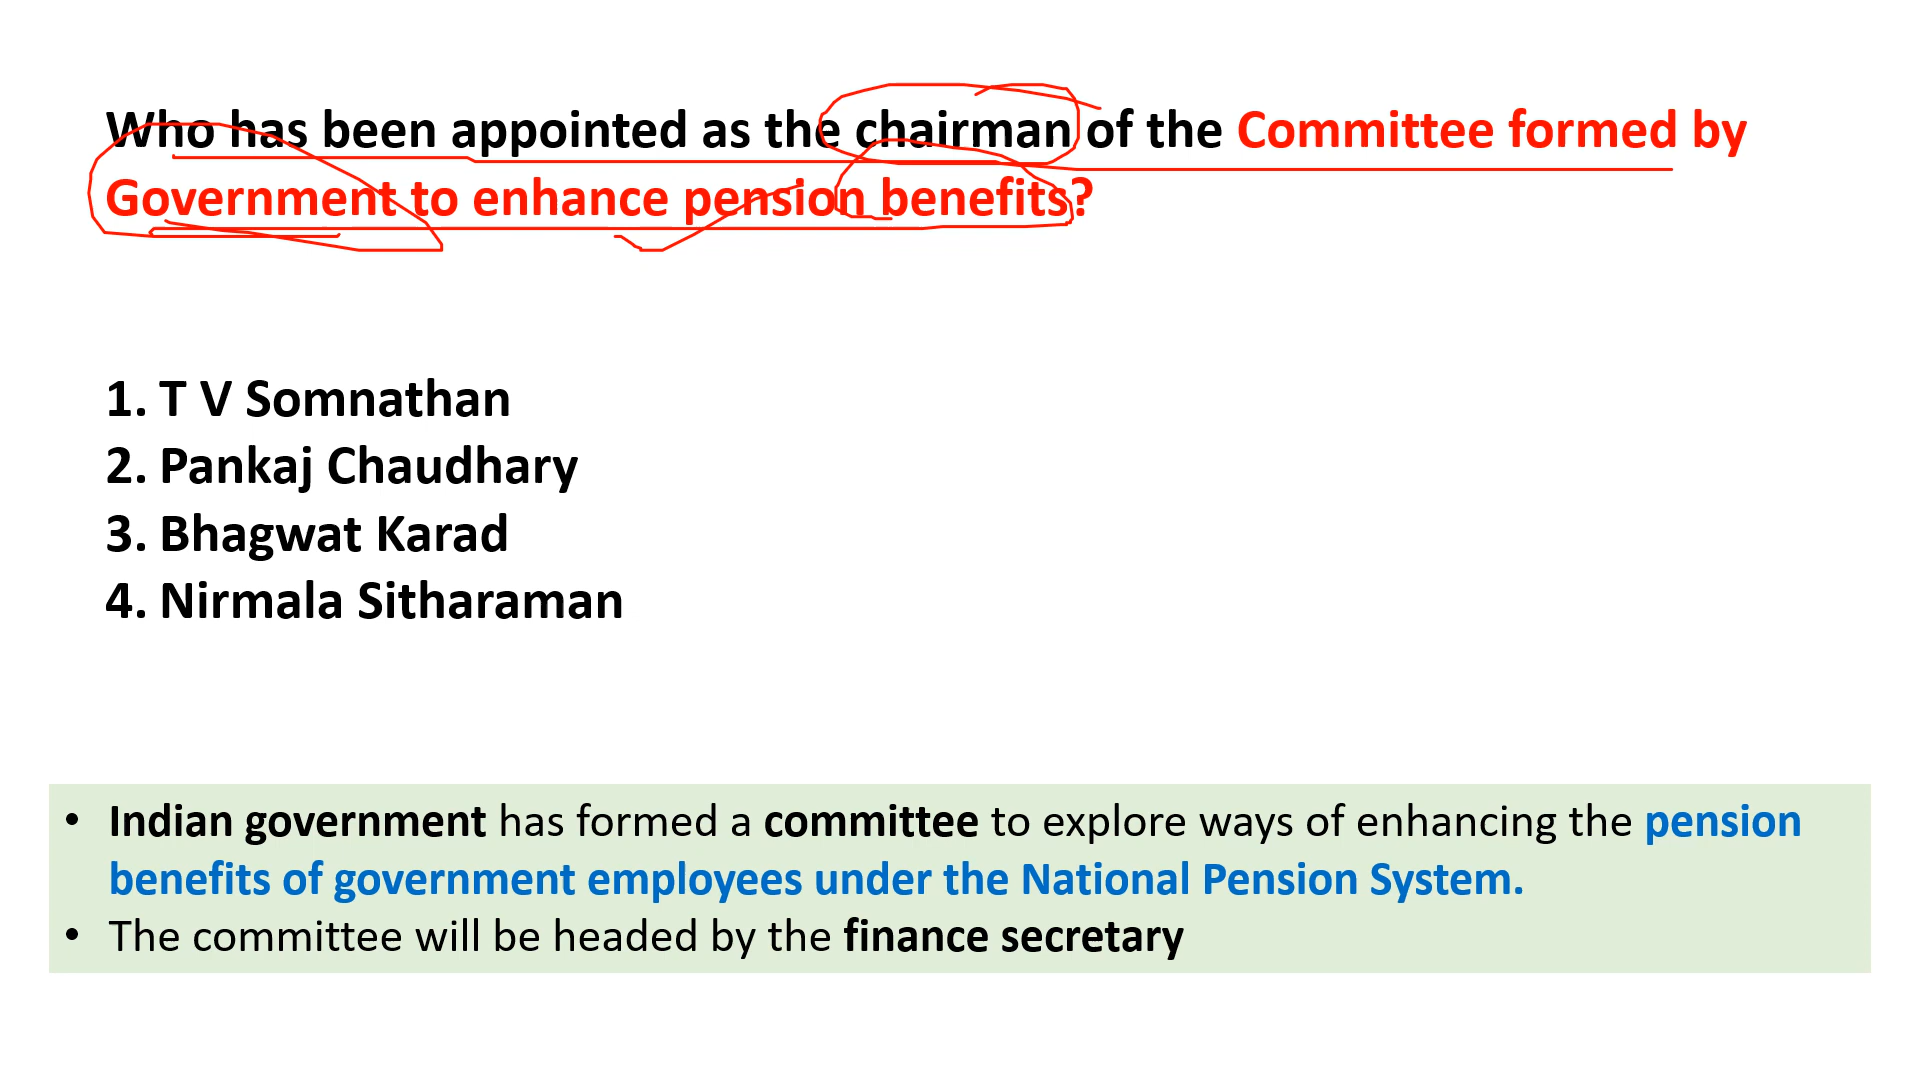 Who has been appointed as the chairman of the Committee formed by
Government to enhance pension benefits?
1. T V Somnathan
2. Pankaj Chaudhary
3. Bhagwat Karad
4. Nirmala Sitharaman
• Indian government has formed a committee to explore ways of enhancing the pension
benefits of government employees under the National Pension System.
• The committee will be headed by the finance secretary